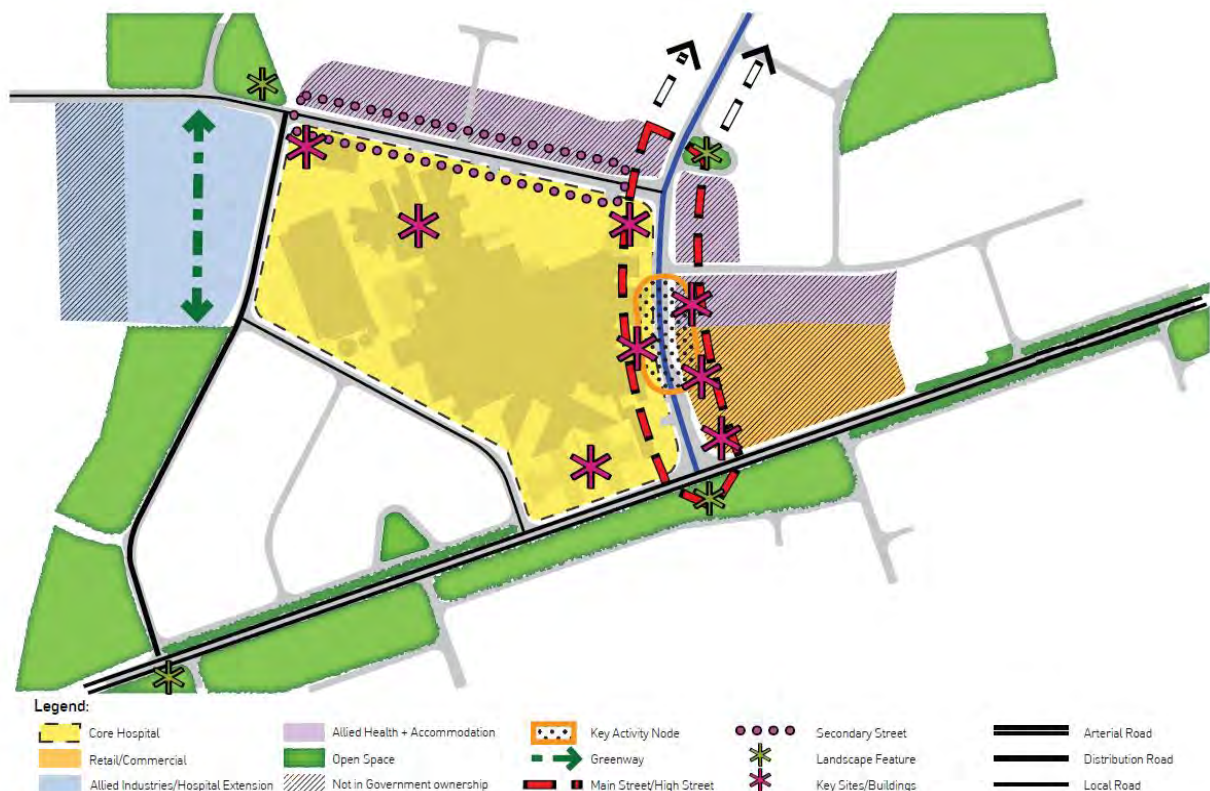 Legend:
Core Hospital
Allied Health + Accommodation
Key Activity Node
Secondary Street
Arterial Road
Retail/Commercial
Open Space
Greenway
Landscape Feature
Distribution Road
Allied Industries/Hospital Extension
Not in Government ownership
Main Street/High Street
Key Sites/Buildings
Local Road